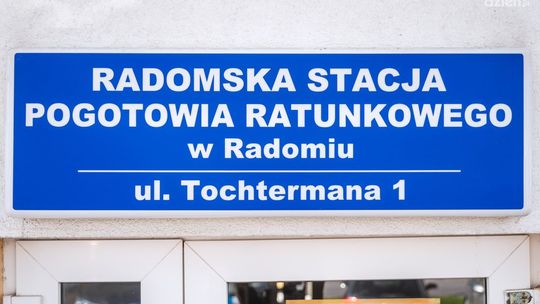 RADOMSKA STACJA
POGOTOWIA RATUNKOWEGO
w Radomiu
ul. Tochtermana 1